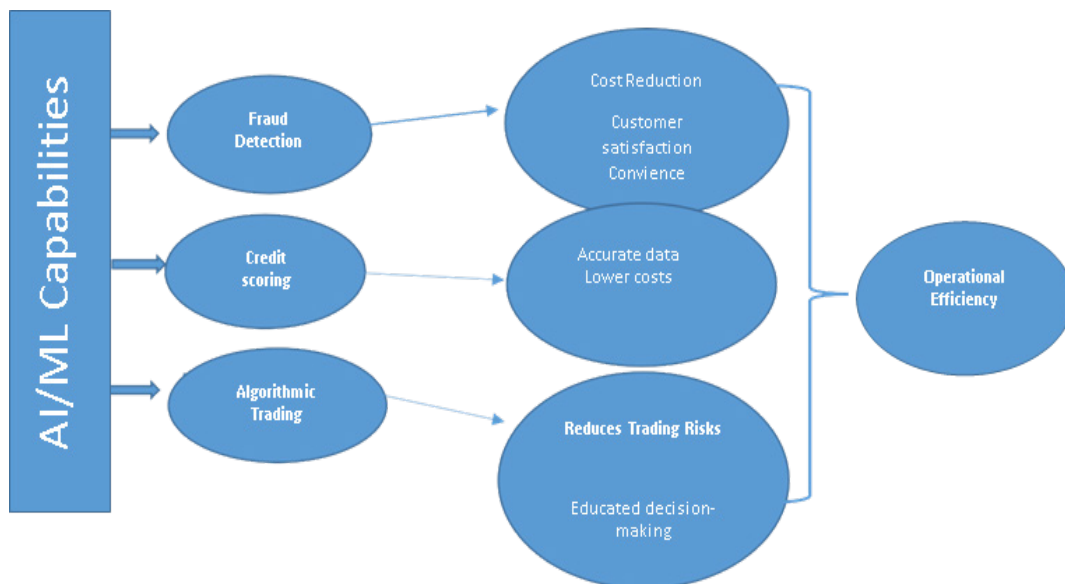 AI/ML Capabilities
Fraud
Detection
Cost Reduction
Customer
satisfaction
Convience
Credit
scoring
Accurate data
Lower costs
Algorithmic
Trading
Reduces Trading Risks
Educated decision-
making
Operational
Efficiency